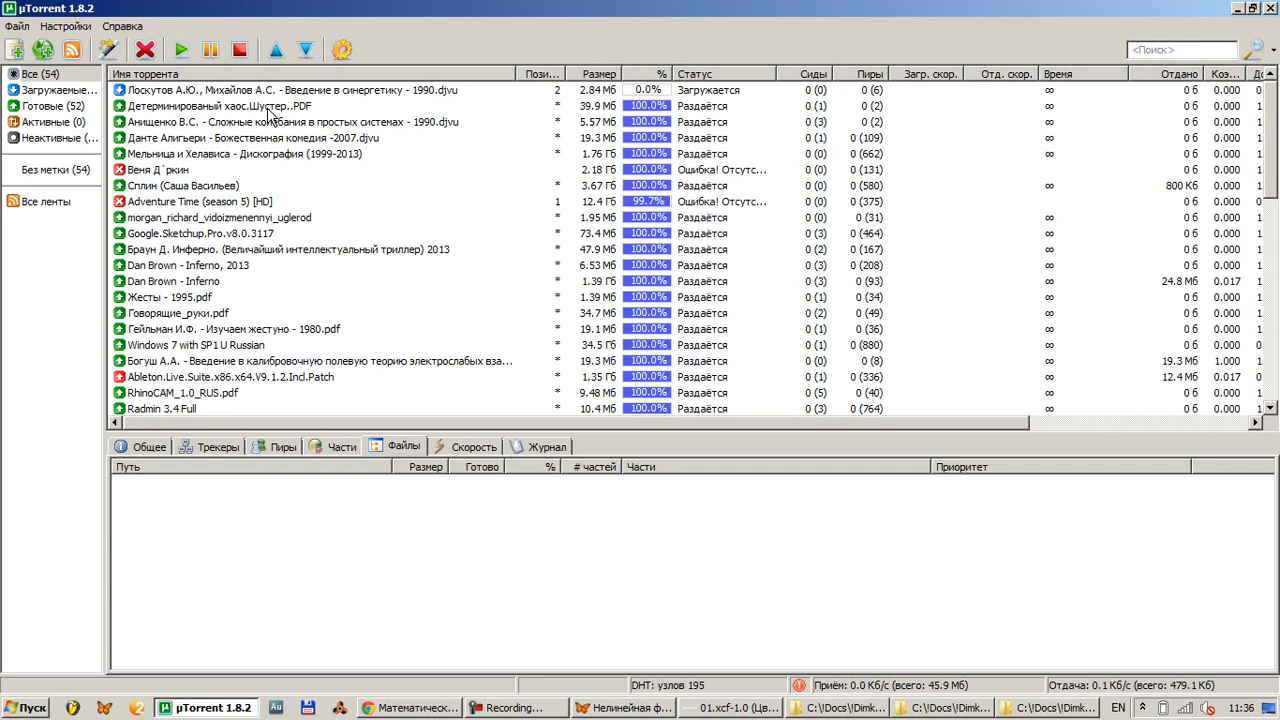 µTorrent 1.8.2
Файл Настройки Справка
<Поиск>
Имя торрента Пози... Размер % Статус Сиды Пиры Загр. скор. Отд. скор. Время Отдано Коэ...
Все (54)
Загружаемые...
Готовые (52)
Активные (0)
Неактивные (...
Без метки (54)
Все ленты
Лоскутов А.Ю., Михайлов А.С. - Введение в синергетику - 1990.djvu 2 2.84 Мб 0.0% Загружается 0 (0) 0 (6) 0 б 0.000
Детерминированый хаос.Шустер..PDF * 39.9 Мб 100.0% Раздаётся 0 (1) 0 (2) 0 б 0.000
Анищенко В.С. - Сложные колебания в простых системах - 1990.djvu * 5.57 Мб 100.0% Раздаётся 0 (0) 0 (2) 0 б 0.000
Данте Алигьери - Божественная комедия -2007.djvu * 19.3 Мб 100.0% Раздаётся 0 (1) 0 (109) ∞ 0 б 0.000
Мельница и Хелависа - Дискография (1999-2013) * 1.76 Гб 100.0% Раздаётся 0 (0) 0 (662) ∞ 0 б 0.000
Веня Д`ркин 2.18 Гб 100.0% Ошибка! Отсутс... 0 (0) 0 (131) 0 б 0.000
Сплин (Саша Васильев) * 3.67 Гб 100.0% Раздаётся 0 (0) 0 (580) ∞ 800 Кб 0.000
Adventure Time (season 5) [HD] 1 12.4 Гб 99.7% Ошибка! Отсутс... 0 (1) 0 (375) ∞ 0 б 0.000
morgan_richard_vidoizmenennyi_uglerod * 1.95 Мб 100.0% Раздаётся 0 (1) 0 (31) ∞ 0 б 0.000
Google.Sketchup.Pro.v8.0.3117 * 73.4 Мб 100.0% Раздаётся 0 (3) 0 (464) ∞ 0 б 0.000
Браун Д. Инферно. (Величайший интеллектуальный триллер) 2013 * 47.9 Мб 100.0% Раздаётся 0 (2) 0 (167) ∞ 0 б 0.000
Dan Brown - Inferno, 2013 * 6.53 Мб 100.0% Раздаётся 0 (3) 0 (208) ∞ 0 б 0.000
Dan Brown - Inferno * 1.39 Гб 100.0% Раздаётся 0 (3) 0 (93) ∞ 24.8 Мб 0.017
Жесты - 1995.pdf * 1.39 Мб 100.0% Раздаётся 0 (1) 0 (34) ∞ 0 б 0.000
Говорящие_руки.pdf * 34.7 Мб 100.0% Раздаётся 0 (2) 0 (49) ∞ 0 б 0.000
Гейльман И.Ф. - Изучаем жестуно - 1980.pdf * 19.1 Мб 100.0% Раздаётся 0 (1) 0 (36) ∞ 0 б 0.000
Windows 7 with SP1 U Russian * 34.5 Гб 100.0% Раздаётся 0 (1) 0 (880) ∞ 0 б 0.000
Богуш А.А. - Введение в калибровочную полевую теорию электрослабых вза... * 19.3 Мб 100.0% Раздаётся 0 (0) 0 (8) ∞ 19.3 Мб 1.000
Ableton.Live.Suite.x86.x64.V9.1.2.Incl.Patch * 1.35 Гб 100.0% Раздаётся 0 (1) 0 (336) ∞ 12.4 Мб 0.017
RhinoCAM_1.0_RUS.pdf * 9.48 Мб 100.0% Раздаётся 0 (5) 0 (40) ∞ 0 б 0.000
Radmin 3.4 Full * 10.4 Мб 100.0% Раздаётся 0 (3) 0 (764) ∞ 0 б 0.000
Общее Трекеры Пиры Части Файлы Скорость Журнал
Путь Размер Готово % # частей Части Приоритет
DHT: узлов 195 Приём: 0.0 Кб/с (всего: 45.9 Мб) Отдача: 0.1 Кб/с (всего: 479.1 Кб)
Пуск µTorrent 1.8.2 Математическ... Recording... Нелинейная ф... 01.xcf-1.0 (Цв... C:\Docs\Dimk... C:\Docs\Dimk... C:\Docs\Dimk... EN 11:36